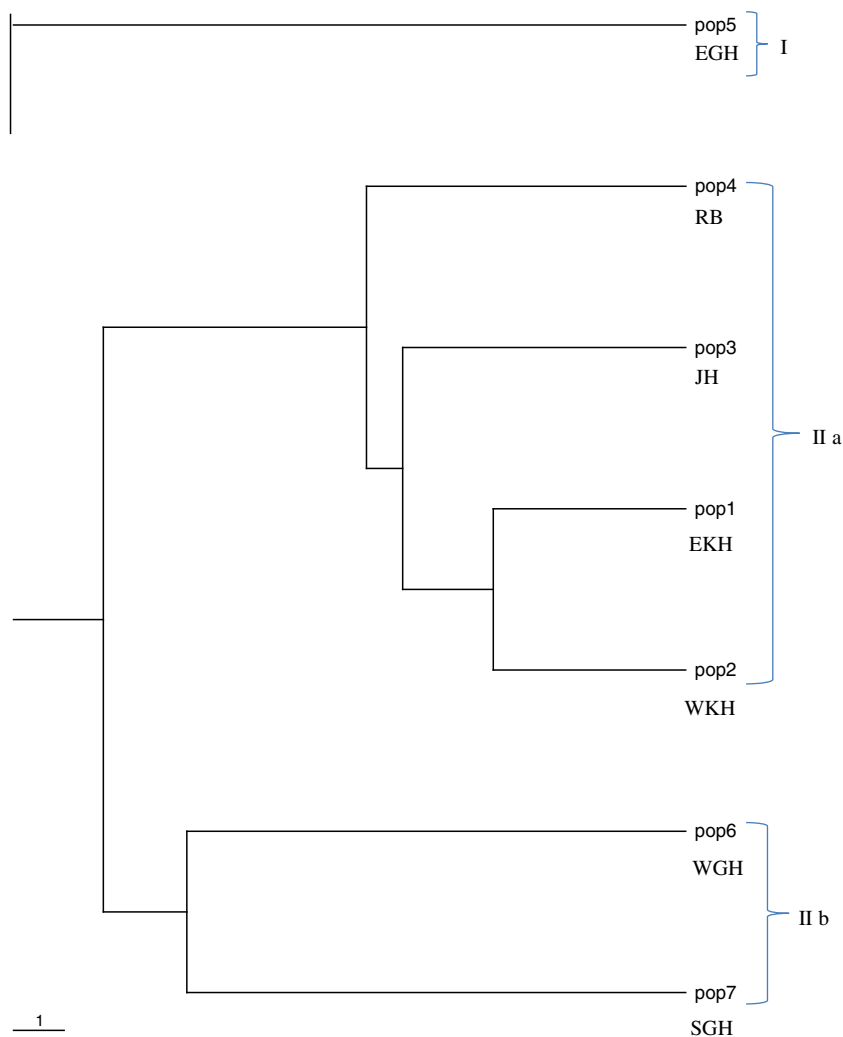 pop5
EGH
I
pop4
RB
pop3
JH
II a
pop1
EKH
pop2
WKH
pop6
WGH
II b
pop7
SGH
1